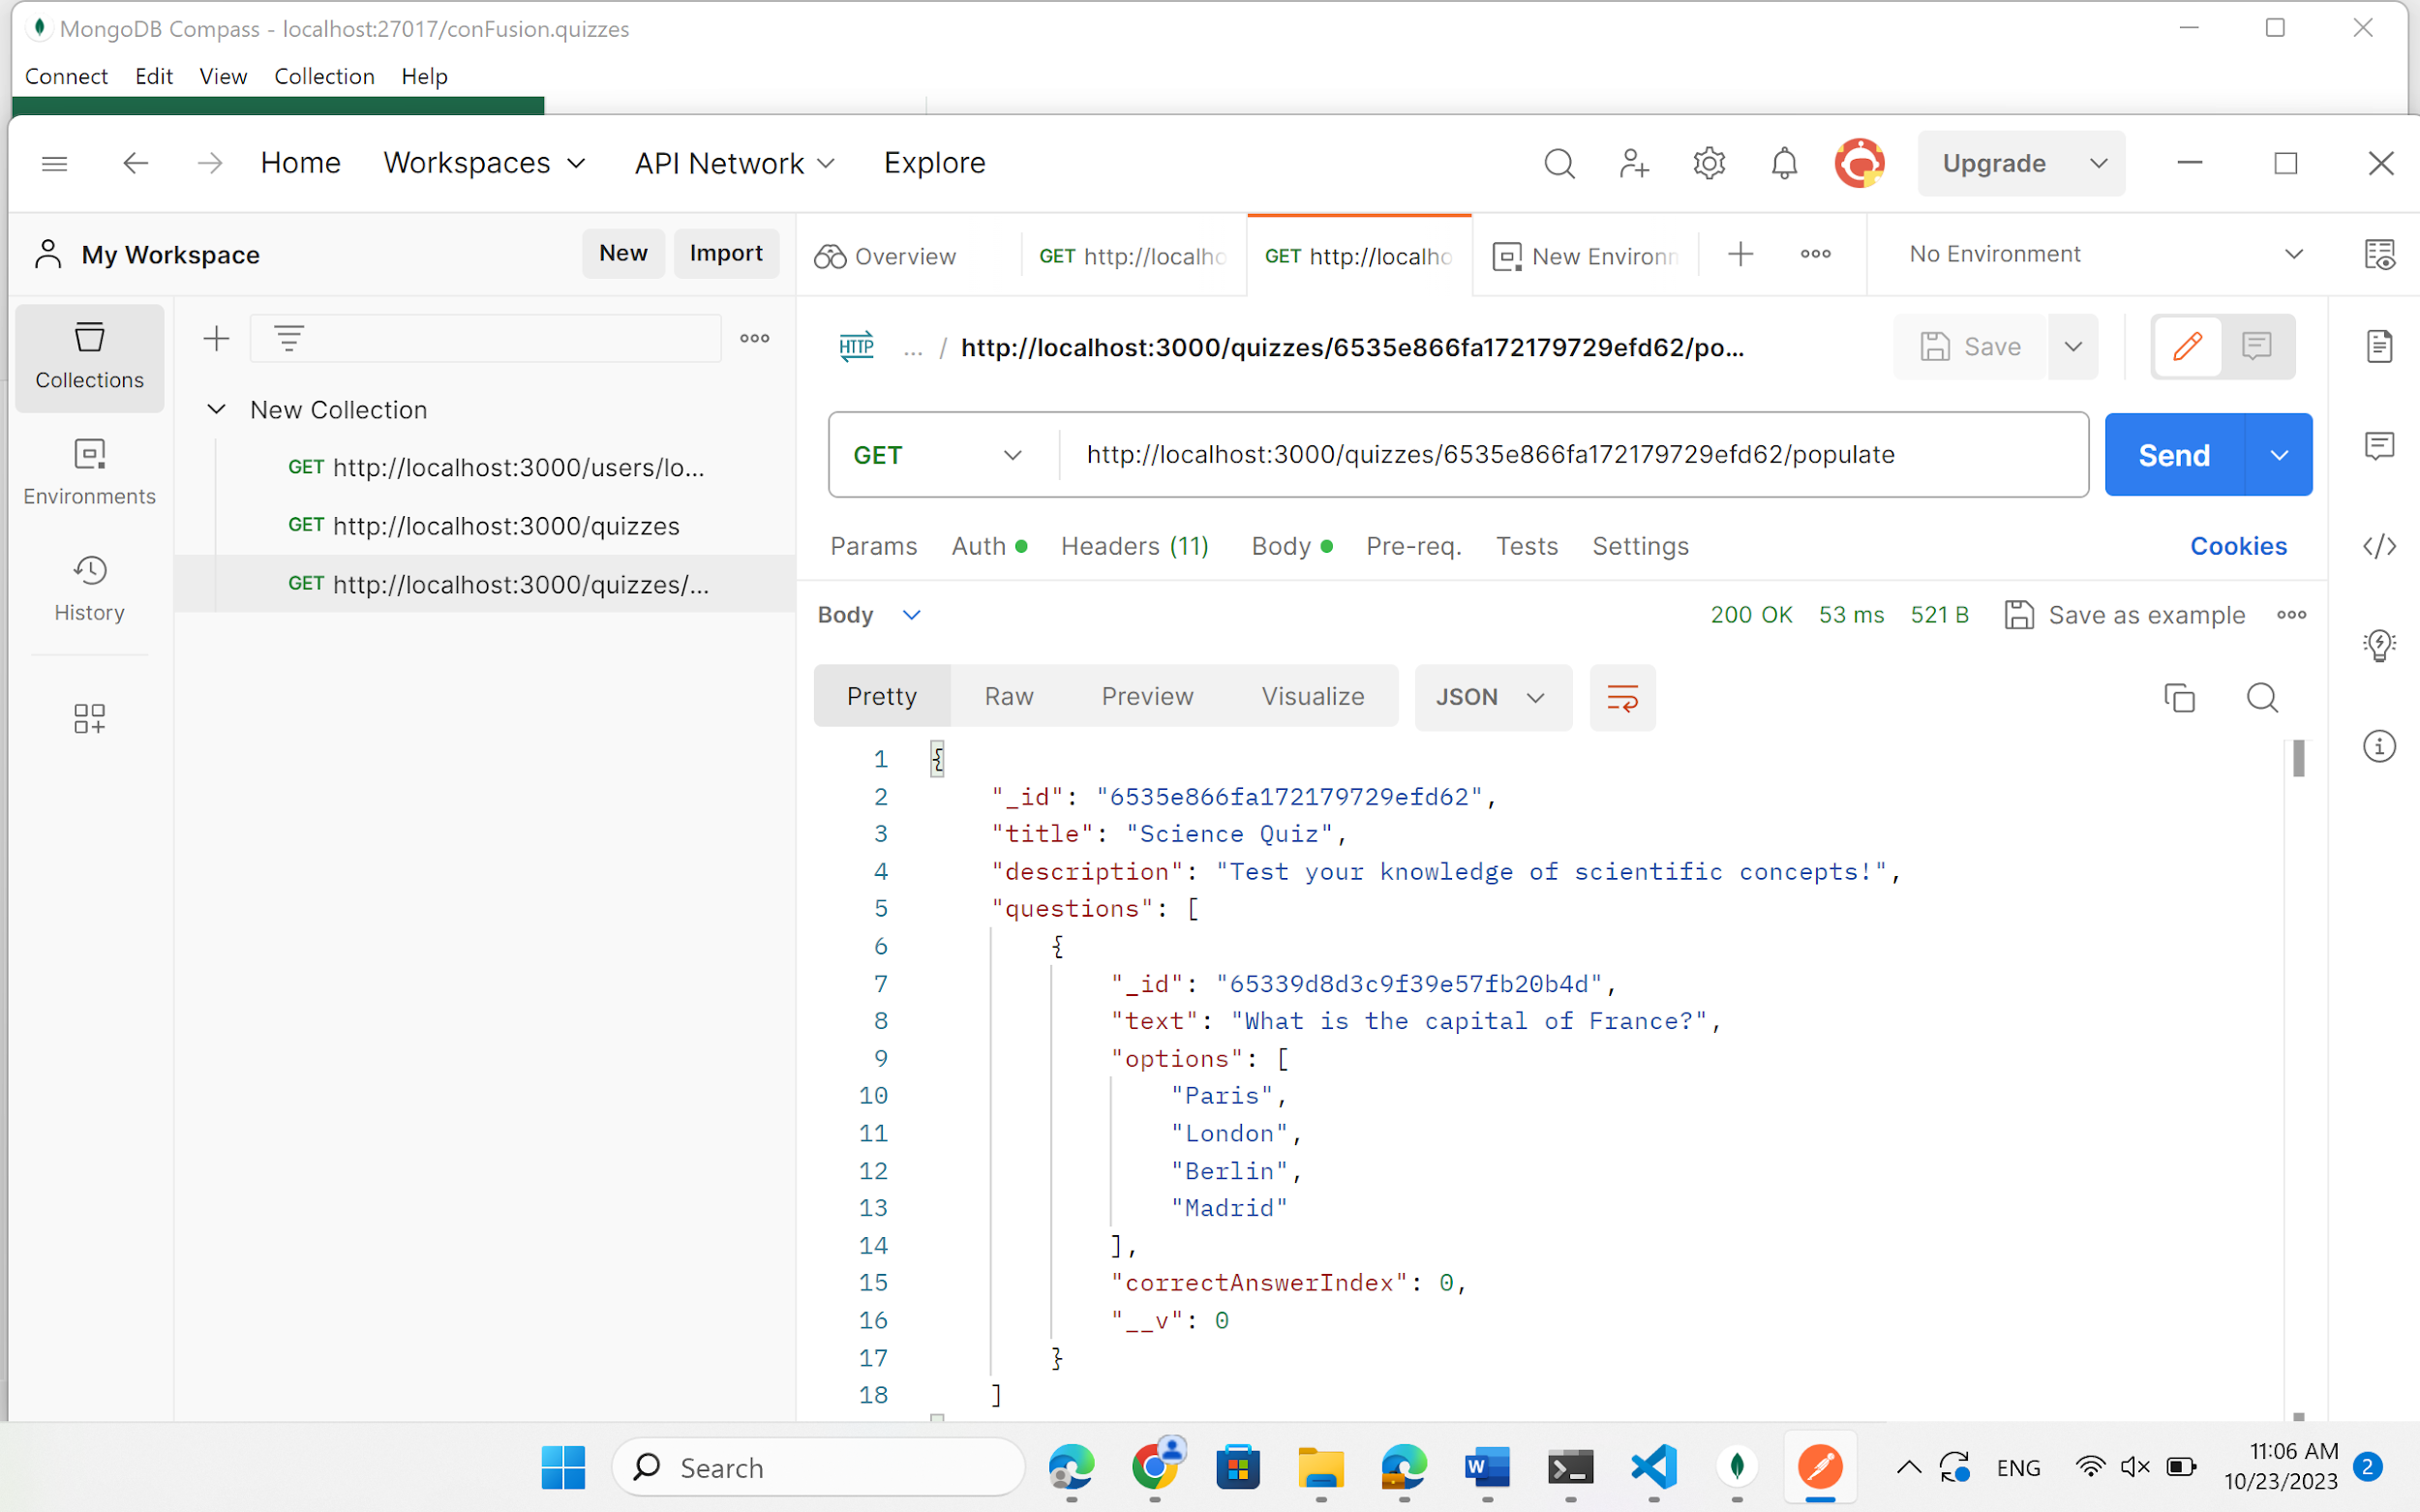 MongoDB Compass - localhost:27017/conFusion.quizzes
Connect Edit View Collection Help
Home Workspaces API Network Explore Upgrade
My Workspace New Import Overview GET http://localho GET http://localho New Environ No Environment
Collections
Environments
History
New Collection
GET http://localhost:3000/users/lo...
GET http://localhost:3000/quizzes
GET http://localhost:3000/quizzes/...
HTTP ... / http://localhost:3000/quizzes/6535e866fa172179729efd62/po... Save
GET http://localhost:3000/quizzes/6535e866fa172179729efd62/populate Send
Params Auth Headers (11) Body Pre-req. Tests Settings Cookies
Body 200 OK 53 ms 521 B Save as example
Pretty Raw Preview Visualize JSON
1 {
2 "_id": "6535e866fa172179729efd62",
3 "title": "Science Quiz",
4 "description": "Test your knowledge of scientific concepts!",
5 "questions": [
6 {
7 "_id": "65339d8d3c9f39e57fb20b4d",
8 "text": "What is the capital of France?",
9 "options": [
10 "Paris",
11 "London",
12 "Berlin",
13 "Madrid"
14 ],
15 "correctAnswerIndex": 0,
16 "__v": 0
17 }
18 ]
Search ENG 11:06 AM 2
10/23/2023